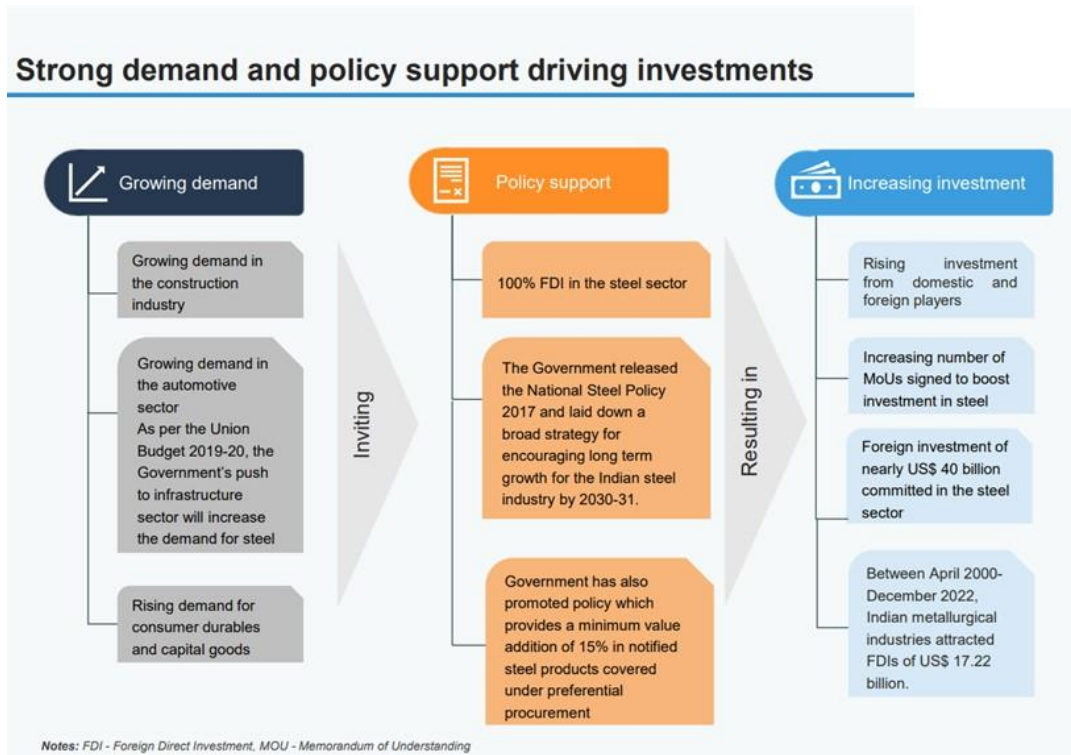 Strong demand and policy support driving investments
Growing demand
Growing demand in
the construction
industry
Growing demand in
the automotive
sector
As per the Union
Budget 2019-20, the
Government's push
to infrastructure
sector will increase
the demand for steel
Rising demand for
consumer durables
and capital goods
Inviting
Policy support
100% FDI in the steel sector
The Government released
the National Steel Policy
2017 and laid down a
broad strategy for
encouraging long term
growth for the Indian steel
industry by 2030-31.
Government has also
promoted policy which
provides a minimum value
addition of 15% in notified
steel products covered
under preferential
procurement
Resulting in
Increasing investment
Rising investment
from domestic and
foreign players
Increasing number of
MoUs signed to boost
investment in steel
Foreign investment of
nearly US$ 40 billion
committed in the steel
sector
Between April 2000-
December 2022,
Indian metallurgical
industries attracted
FDIs of US$ 17.22
billion.
Notes: FDI - Foreign Direct Investment, MOU - Memorandum of Understanding